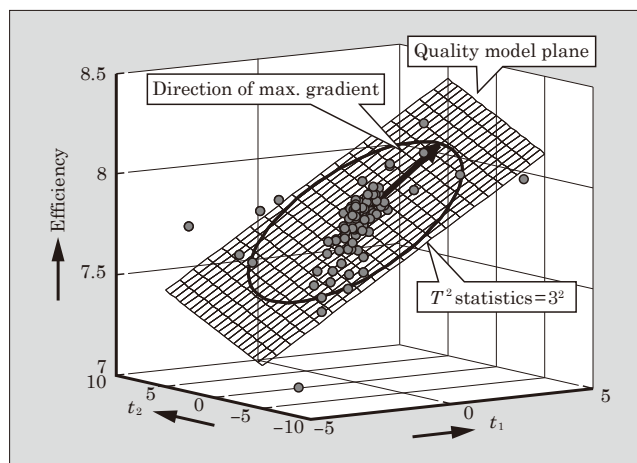 8.5
Quality model plane
Direction of max. gradient
8
Efficiency
7.5
T² statistics=3²
7
10
5
0
-5
-10
t₂
-5
0
5
t₁